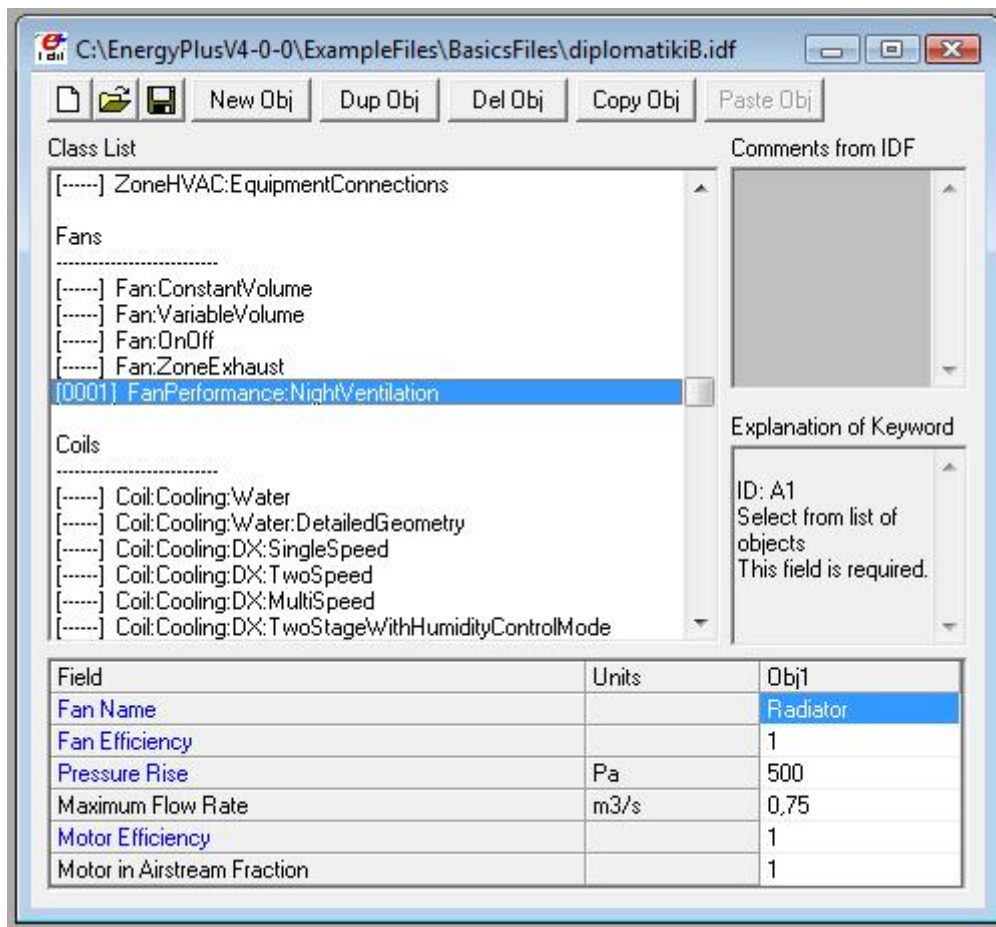 C:\EnergyPlusV4-0-0\ExampleFiles\BasicsFiles\diplomatikiB.idf
New Obj Dup Obj Del Obj Copy Obj Paste Obj
Class List
[------] ZoneHVAC:EquipmentConnections
Fans
---------------------------
[------] Fan:ConstantVolume
[------] Fan:VariableVolume
[------] Fan:OnOff
[------] Fan:ZoneExhaust
[0001] FanPerformance:NightVentilation
Coils
---------------------------
[------] Coil:Cooling:Water
[------] Coil:Cooling:Water:DetailedGeometry
[------] Coil:Cooling:DX:SingleSpeed
[------] Coil:Cooling:DX:TwoSpeed
[------] Coil:Cooling:DX:MultiSpeed
[------] Coil:Cooling:DX:TwoStageWithHumidityControlMode
Comments from IDF
Explanation of Keyword
ID: A1
Select from list of
objects
This field is required.
Field Units Obj1
Fan Name Radiator
Fan Efficiency 1
Pressure Rise Pa 500
Maximum Flow Rate m3/s 0,75
Motor Efficiency 1
Motor in Airstream Fraction 1